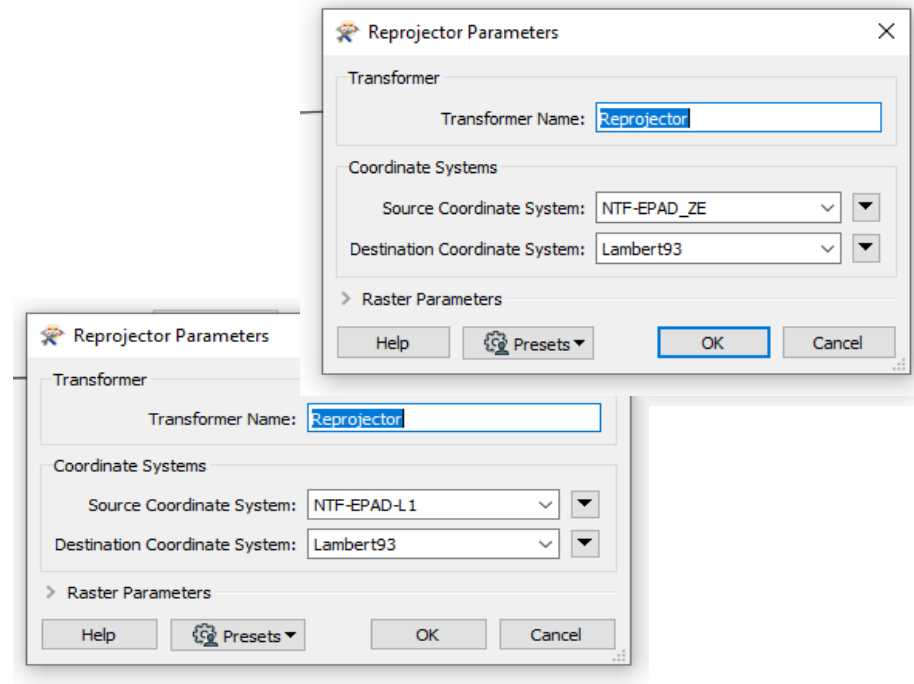 Reprojector Parameters
Transformer
Transformer Name: Reprojector
Coordinate Systems
Source Coordinate System: NTF-EPAD_ZE
Destination Coordinate System: Lambert93
Raster Parameters
Help Presets OK Cancel
Reprojector Parameters
Transformer
Transformer Name: Reprojector
Coordinate Systems
Source Coordinate System: NTF-EPAD-L1
Destination Coordinate System: Lambert93
Raster Parameters
Help Presets OK Cancel